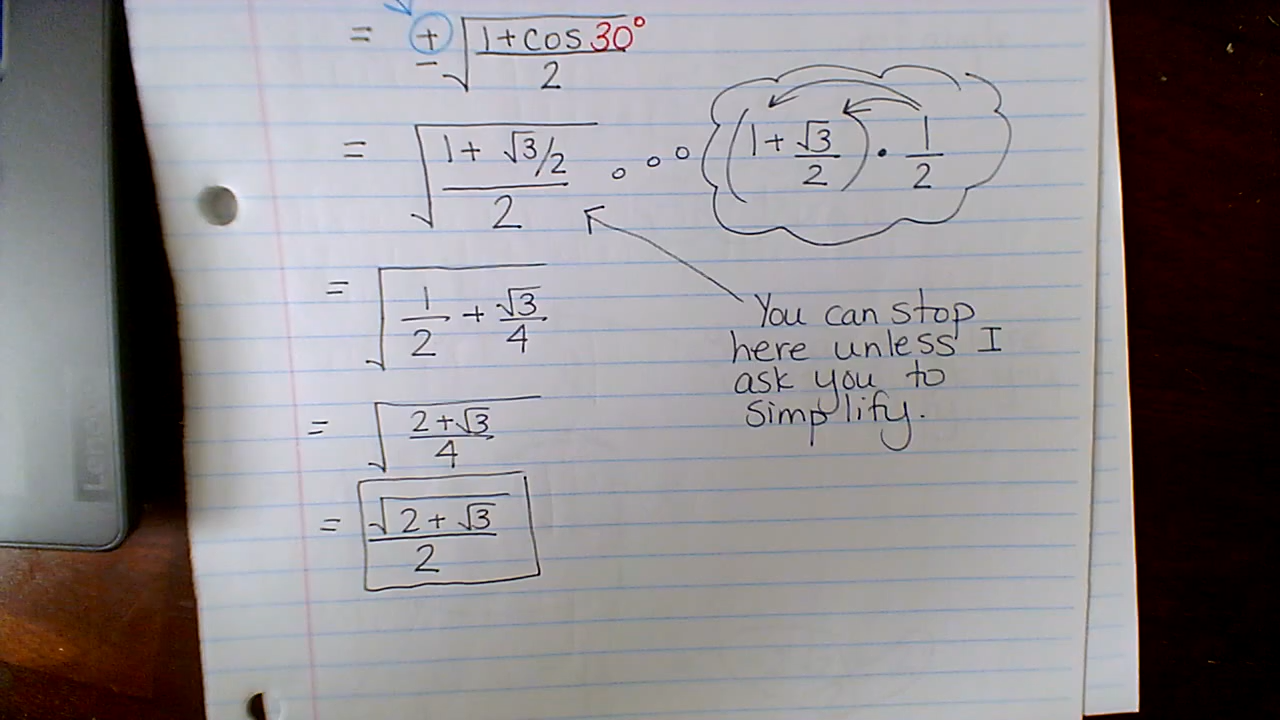 = ± √((1+cos 30°)/2)
= √((1+√3/2)/2) (1+√3/2)·1/2
= √(1/2+√3/4)
You can stop
here unless I
ask you to
simplify.
= √((2+√3)/4)
= √(2+√3)/2